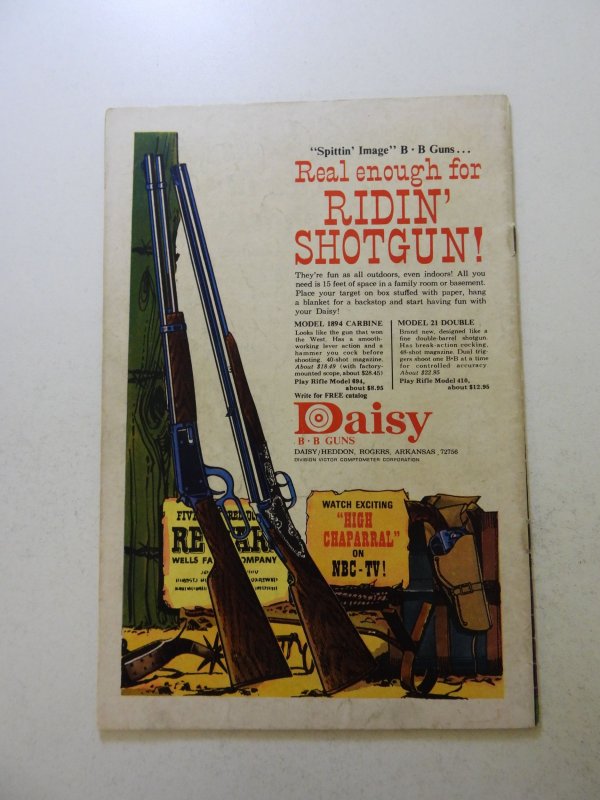 "Spittin' Image" B·B Guns...
Real enough for
RIDIN'
SHOTGUN!
They're fun as all outdoors, even indoors! All you
need is 15 feet of space in a family room or basement.
Place your target on box stuffed with paper, hang
a blanket for a backstop and start having fun with
your Daisy!
MODEL 1894 CARBINE
Looks like the gun that won
the West. Has a smooth-
working lever action and a
hammer you cock before
shooting. 40-shot magazine.
About $18.49 (with factory-
mounted scope, about $28.45)
Play Rifle Model 694,
about $8.95
Write for FREE catalog
MODEL 21 DOUBLE
Brand new, designed like a
fine double-barrel shotgun.
Has break-action cocking,
48-shot magazine. Dual trig-
gers shoot one B·B at a time
for controlled accuracy
About $22.95
Play Rifle Model 410,
about $12.95
Daisy
B·B GUNS
DAISY/HEDDON, ROGERS, ARKANSAS, 72756
DIVISION VICTOR COMPTOMETER CORPORATION
FIVE
RE AR
WELLS FA OMPANY
WATCH EXCITING
"HIGH
CHAPARRAL"
ON
NBC-TV!